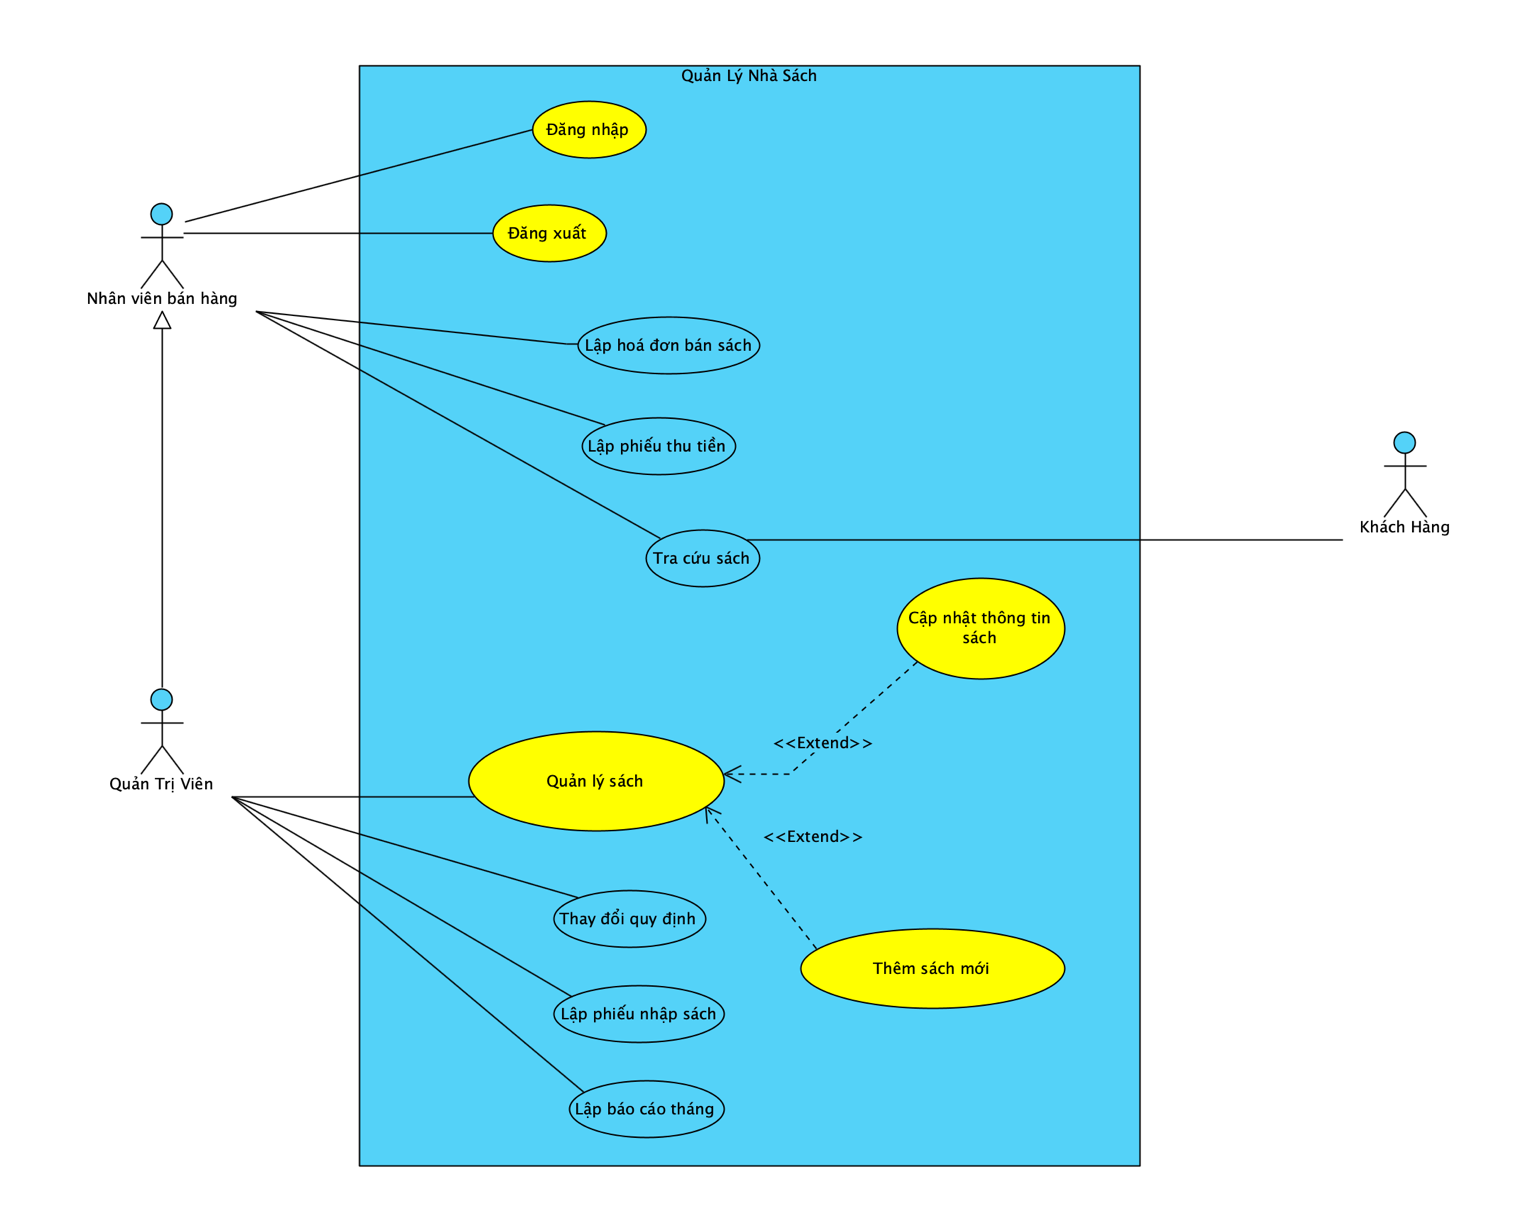 Quản Lý Nhà Sách
Đăng nhập
Đăng xuất
Nhân viên bán hàng
Lập hoá đơn bán sách
Lập phiếu thu tiền
Khách Hàng
Tra cứu sách
Cập nhật thông tin
sách
<<Extend>>
Quản lý sách
Quản Trị Viên
<<Extend>>
Thay đổi quy định
Thêm sách mới
Lập phiếu nhập sách
Lập báo cáo tháng